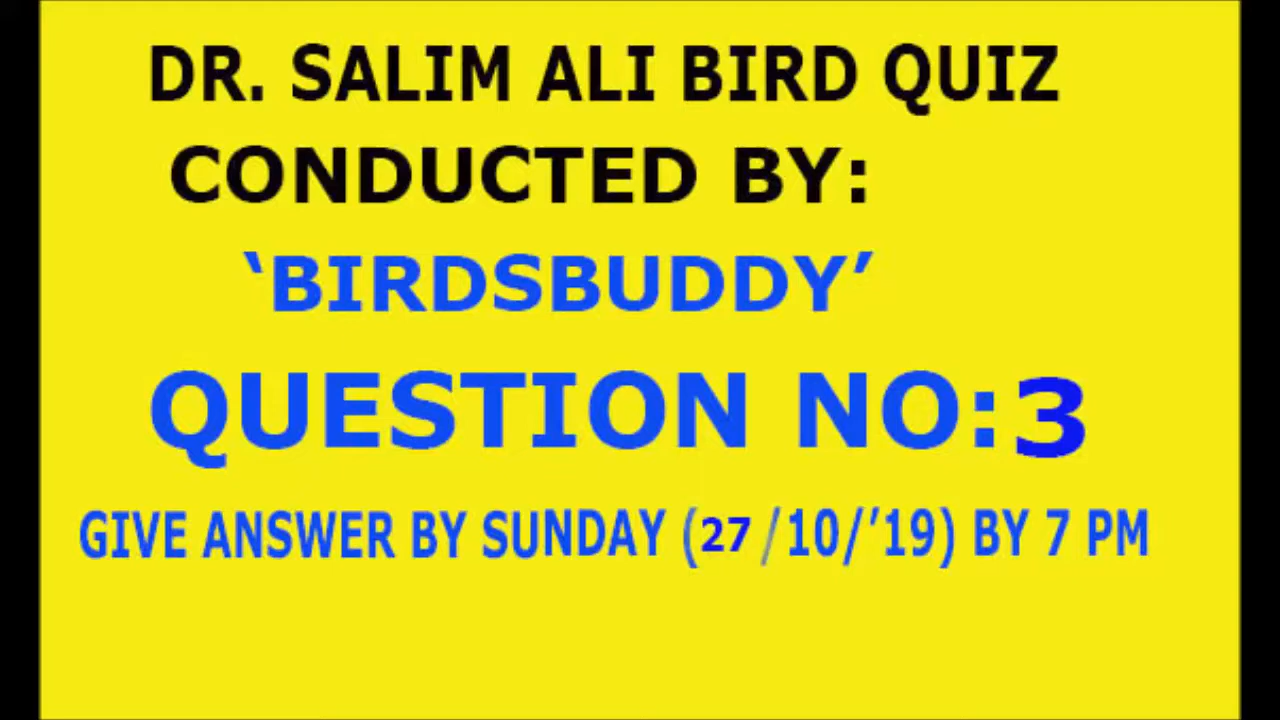 DR. SALIM ALI BIRD QUIZ
CONDUCTED BY:
‘BIRDSBUDDY’
QUESTION NO:3
GIVE ANSWER BY SUNDAY (27/10/’19) BY 7 PM